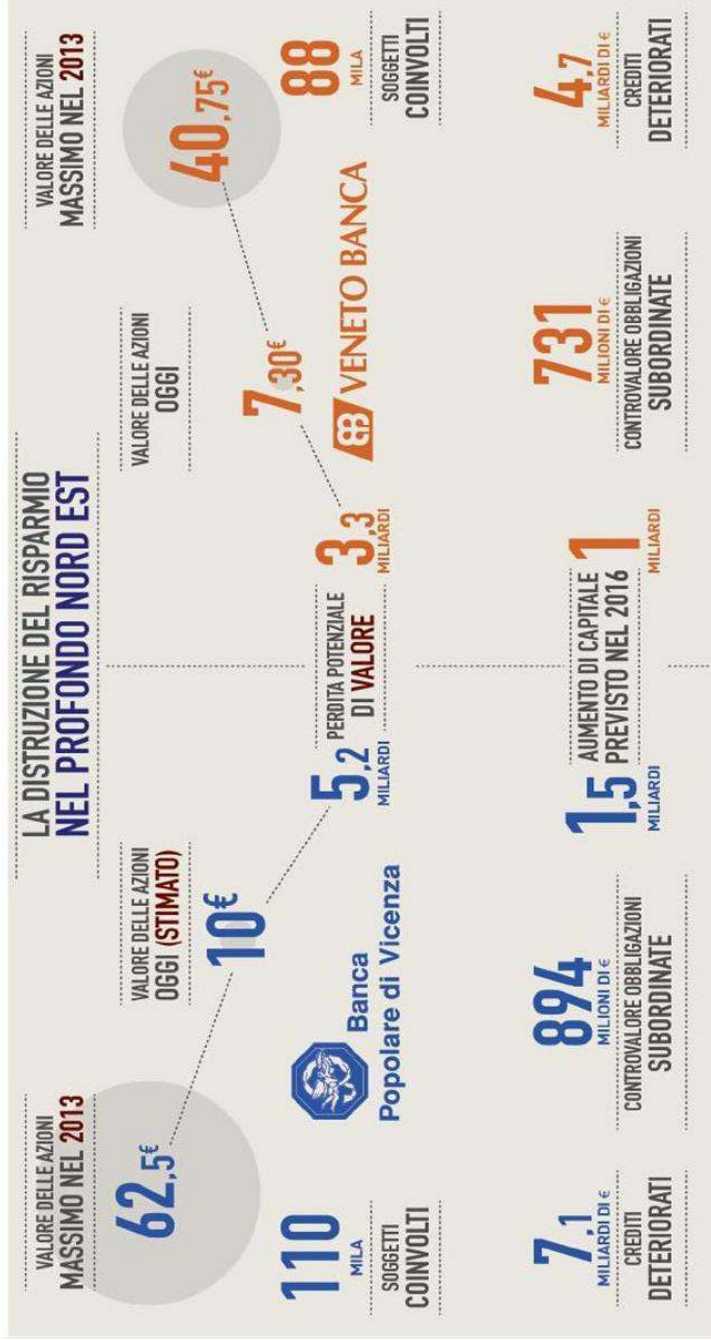 LA DISTRUZIONE DEL RISPARMIO
NEL PROFONDO NORD EST
VALORE DELLE AZIONI
MASSIMO NEL 2013
62,5€
VALORE DELLE AZIONI
OGGI (STIMATO)
10€
VALORE DELLE AZIONI
OGGI
7,30€
VALORE DELLE AZIONI
MASSIMO NEL 2013
40,75€
110
MILA
SOGGETTI
COINVOLTI
Banca
Popolare di Vicenza
5,2
MILIARDI
PERDITA POTENZIALE
DI VALORE
3,3
MILIARDI
VENETO BANCA
88
MILA
SOGGETTI
COINVOLTI
7,1
MILIARDI DI €
CREDITI
DETERIORATI
894
MILIONI DI €
CONTROVALORE OBBLIGAZIONI
SUBORDINATE
1,5
MILIARDI
AUMENTO DI CAPITALE
PREVISTO NEL 2016
1
MILIARDI
731
MILIONI DI €
CONTROVALORE OBBLIGAZIONI
SUBORDINATE
4,7
MILIARDI DI €
CREDITI
DETERIORATI